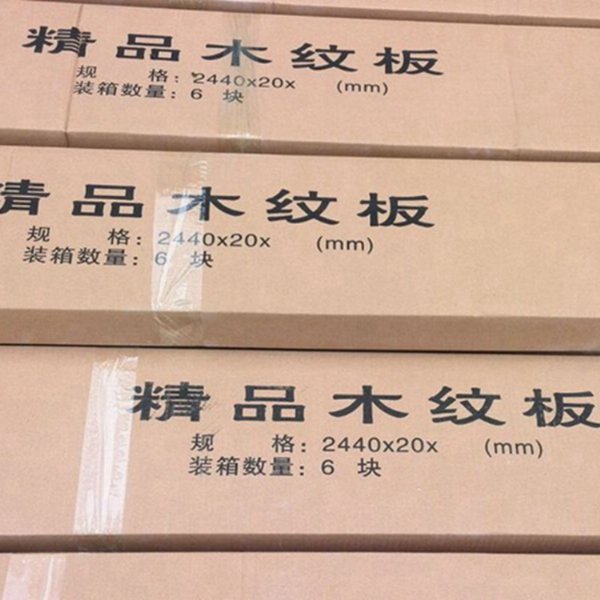 精品木纹板
规 格：2440x20x (mm)
装箱数量：6 块
精品木纹板
规 格：2440x20x (mm)
装箱数量：6 块
精品木纹板
规 格：2440x20x (mm)
装箱数量：6 块